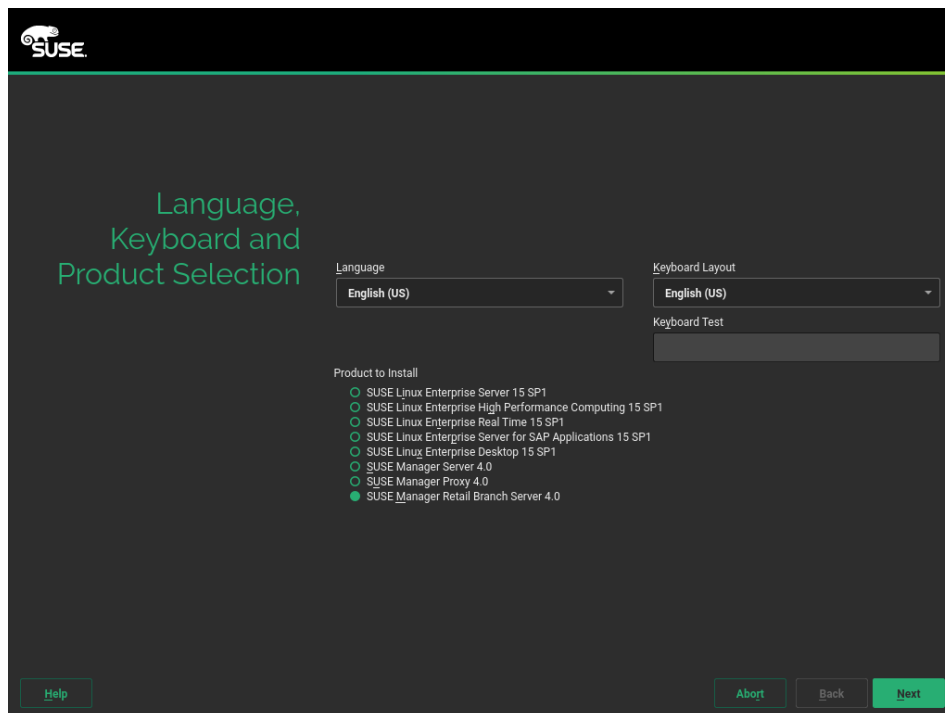 SUSE.
Language,
Keyboard and
Product Selection
Language
English (US)
Keyboard Layout
English (US)
Keyboard Test
Product to Install
SUSE Linux Enterprise Server 15 SP1
SUSE Linux Enterprise High Performance Computing 15 SP1
SUSE Linux Enterprise Real Time 15 SP1
SUSE Linux Enterprise Server for SAP Applications 15 SP1
SUSE Linux Enterprise Desktop 15 SP1
SUSE Manager Server 4.0
SUSE Manager Proxy 4.0
SUSE Manager Retail Branch Server 4.0
Help
Abort
Back
Next